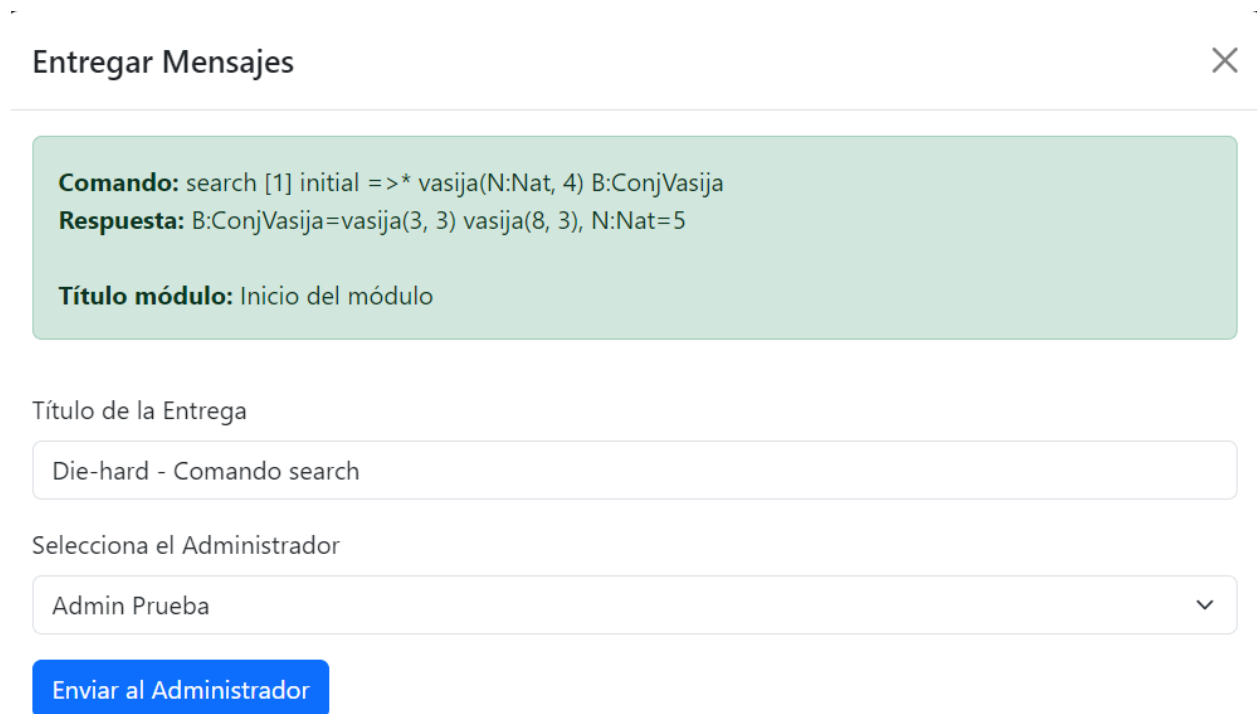 Entregar Mensajes
Comando: search [1] initial =>* vasija(N:Nat, 4) B:ConjVasija
Respuesta: B:ConjVasija=vasija(3, 3) vasija(8, 3), N:Nat=5
Título módulo: Inicio del módulo
Título de la Entrega
Die-hard - Comando search
Selecciona el Administrador
Admin Prueba
Enviar al Administrador